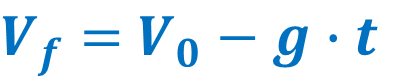 V_f = V_0 − g · t